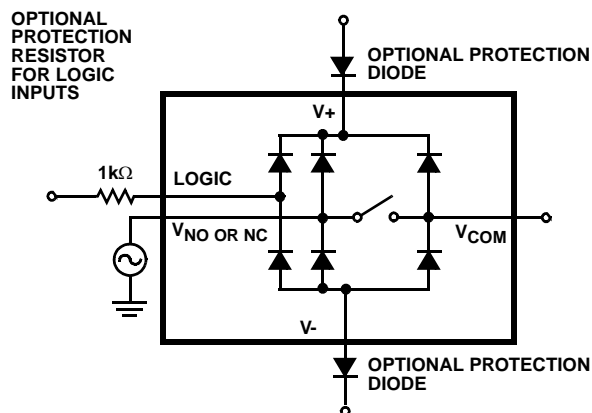 OPTIONAL
PROTECTION
RESISTOR
FOR LOGIC
INPUTS
OPTIONAL PROTECTION
DIODE
V+
1kΩ
LOGIC
VNO OR NC
VCOM
V-
OPTIONAL PROTECTION
DIODE